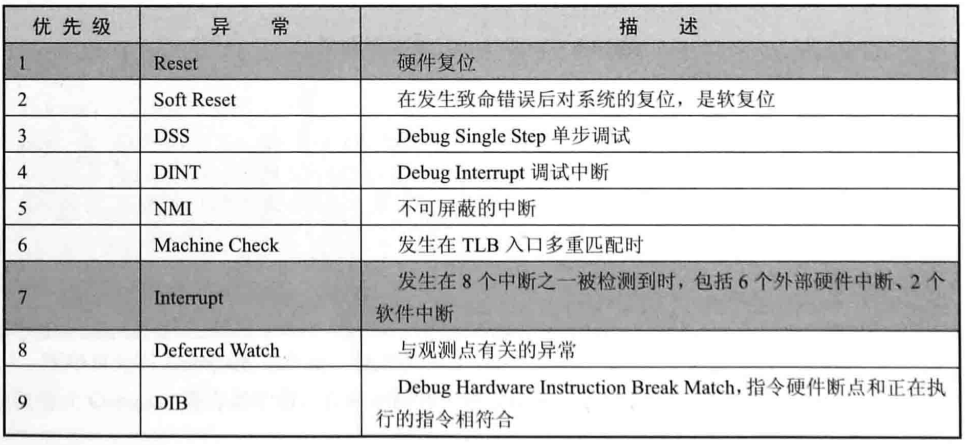 优先级 异常 描述
1 Reset 硬件复位
2 Soft Reset 在发生致命错误后对系统的复位，是软复位
3 DSS Debug Single Step 单步调试
4 DINT Debug Interrupt 调试中断
5 NMI 不可屏蔽的中断
6 Machine Check 发生在 TLB 入口多重匹配时
7 Interrupt 发生在 8 个中断之一被检测到时，包括 6 个外部硬件中断、2 个
软件中断
8 Deferred Watch 与观测点有关的异常
9 DIB Debug Hardware Instruction Break Match，指令硬件断点和正在执
行的指令相符合